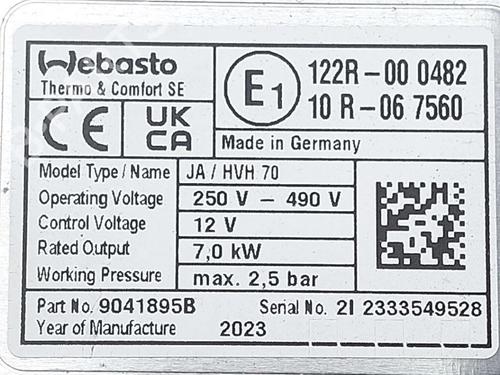 Webasto
Thermo & Comfort SE
CE
UK
CA
E1
122R-00 0482
10 R-06 7560
Made in Germany
Model Type / Name JA / HVH 70
Operating Voltage 250 V - 490 V
Control Voltage 12 V
Rated Output 7,0 kW
Working Pressure max. 2,5 bar
Part No. 9041895B Serial No. 2I 2333549528
Year of Manufacture 2023